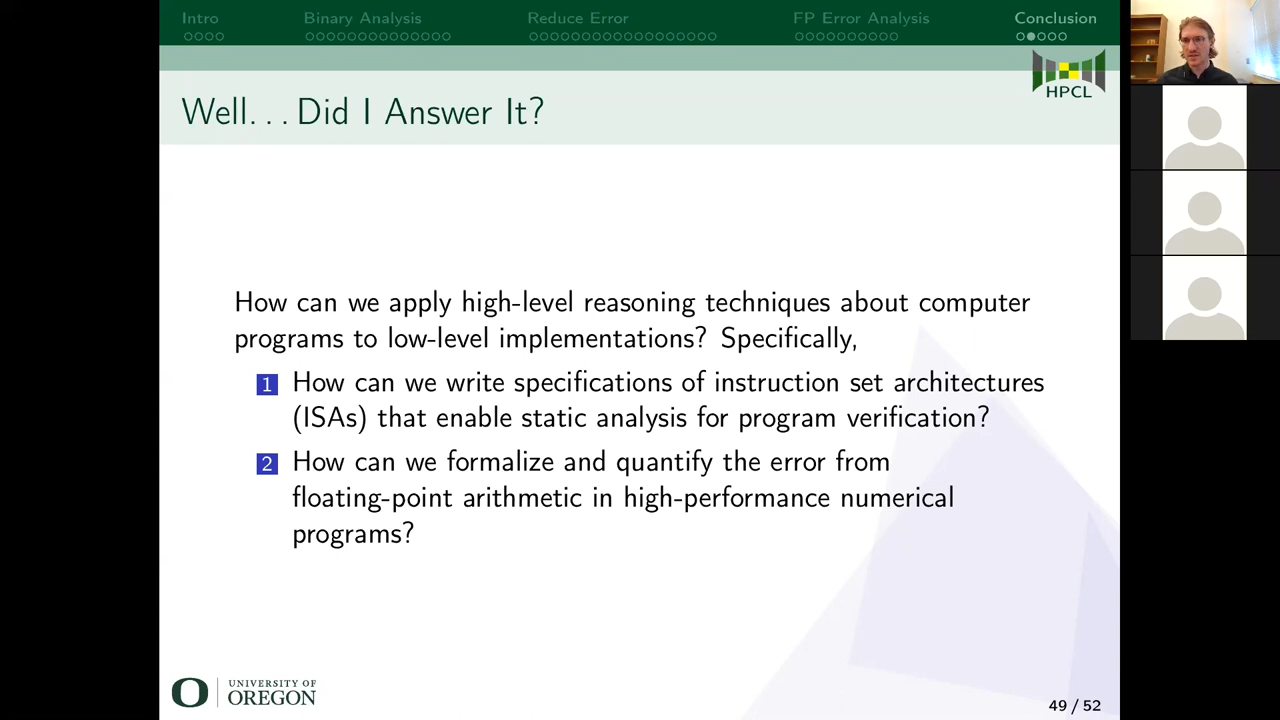 Intro
Binary Analysis
Reduce Error
FP Error Analysis
Conclusion
HPCL
Well. . . Did I Answer It?
How can we apply high-level reasoning techniques about computer
programs to low-level implementations? Specifically,
1 How can we write specifications of instruction set architectures
(ISAs) that enable static analysis for program verification?
2 How can we formalize and quantify the error from
floating-point arithmetic in high-performance numerical
programs?
O UNIVERSITY OF
OREGON
49 / 52